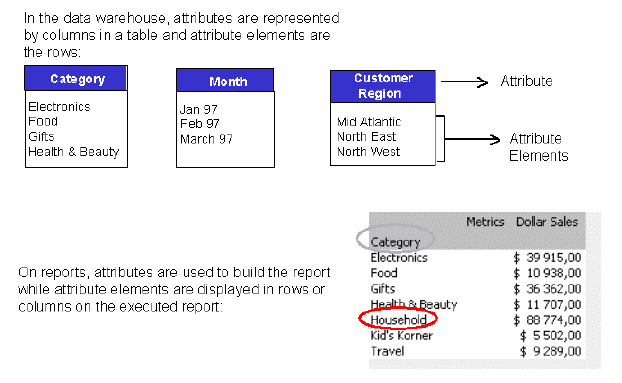 In the data warehouse, attributes are represented
by columns in a table and attribute elements are
the rows:
Category
Electronics
Food
Gifts
Health & Beauty
Month
Jan 97
Feb 97
March 97
Customer
Region
Mid Atlantic
North East
North West
Attribute
Attribute
Elements
On reports, attributes are used to build the report
while attribute elements are displayed in rows or
columns on the executed report:
Metrics Dollar Sales
Category
Electronics $ 39 915,00
Food $ 10 938,00
Gifts $ 36 362,00
Health & Beauty $ 11 707,00
Household $ 88 774,00
Kid's Korner $ 5 502,00
Travel $ 9 289,00